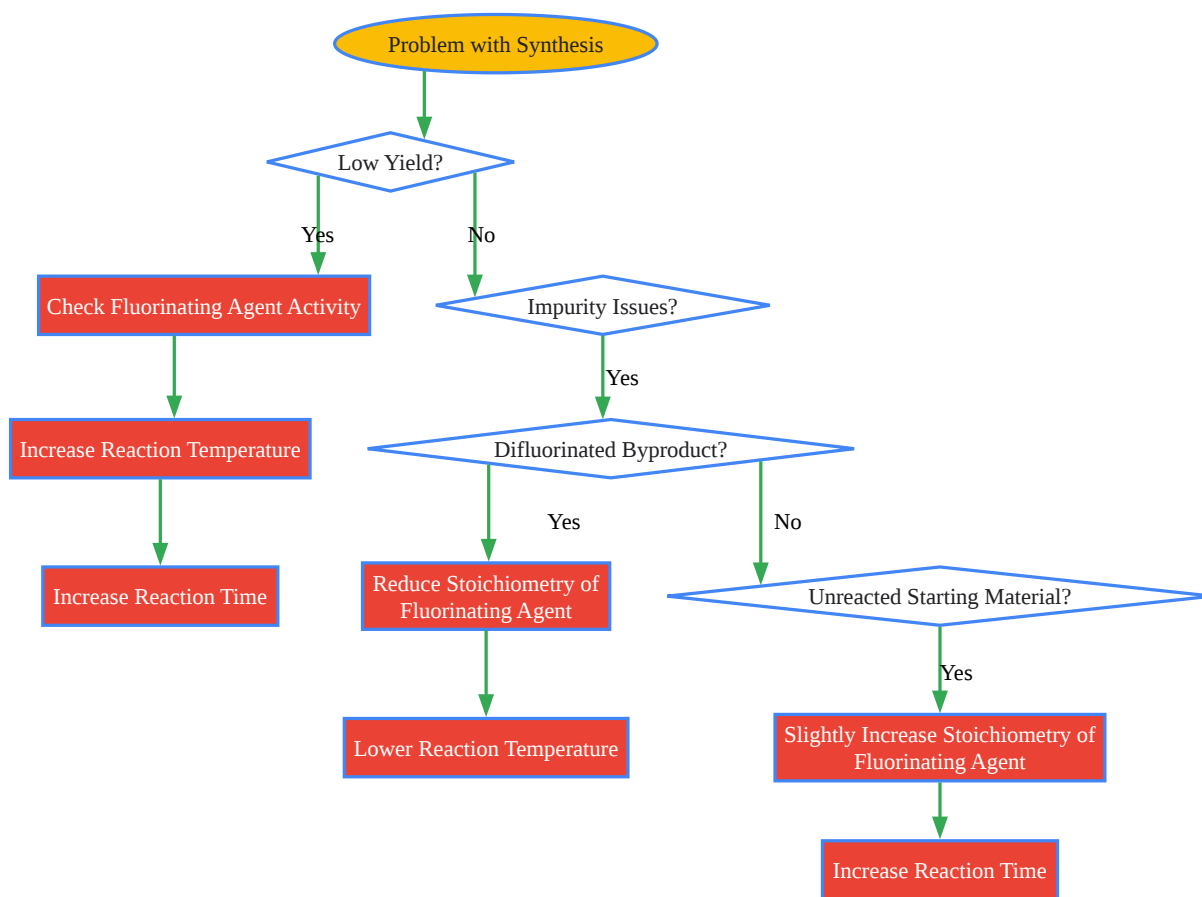 Problem with Synthesis
Low Yield?
Yes
No
Check Fluorinating Agent Activity
Impurity Issues?
Yes
Increase Reaction Temperature
Difluorinated Byproduct?
Yes
No
Increase Reaction Time
Reduce Stoichiometry of
Fluorinating Agent
Unreacted Starting Material?
Yes
Lower Reaction Temperature
Slightly Increase Stoichiometry of
Fluorinating Agent
Increase Reaction Time